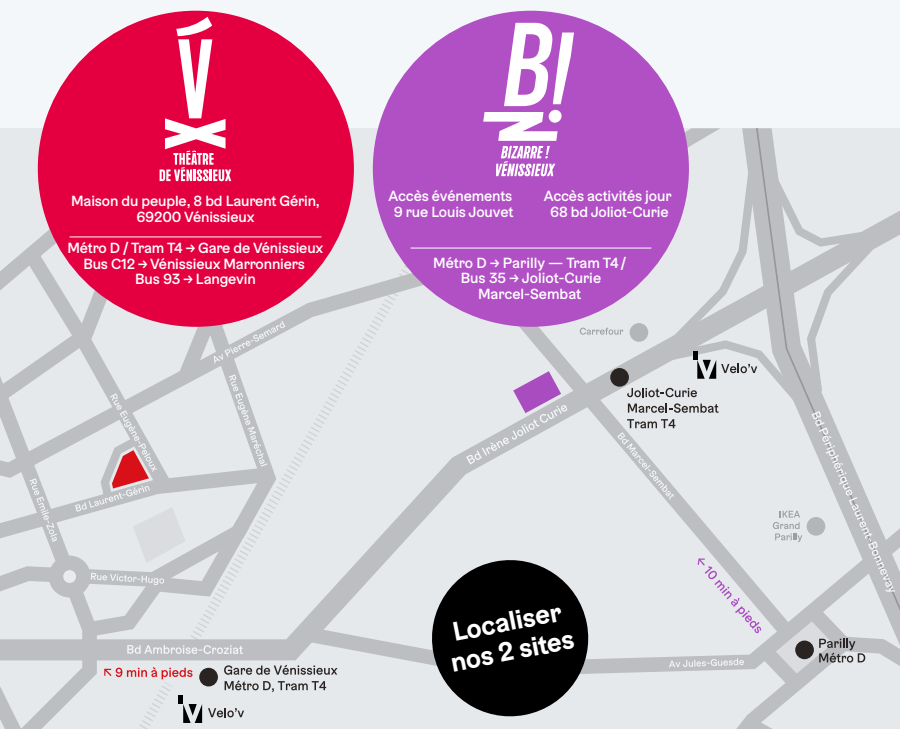 V́
THÉÂTRE
DE VÉNISSIEUX
Maison du peuple, 8 bd Laurent Gérin,
69200 Vénissieux
Métro D / Tram T4 → Gare de Vénissieux
Bus C12 → Vénissieux Marronniers
Bus 93 → Langevin
B!
BIZARRE !
VÉNISSIEUX
Accès événements
9 rue Louis Jouvet
Accès activités jour
68 bd Joliot-Curie
Métro D → Parilly — Tram T4 /
Bus 35 → Joliot-Curie
Marcel-Sembat
Carrefour
Av Pierre-Semard
Velo'v
Joliot-Curie
Marcel-Sembat
Tram T4
Rue Eugène-Peloux
Rue Eugène Maréchal
Bd Irène Joliot Curie
Bd Marcel-Sembat
Bd Périphérique Laurent-Bonnevay
Rue Emile-Zola
Bd Laurent-Gérin
IKEA
Grand
Parilly
Rue Victor-Hugo
↖ 10 min à pieds
Localiser
nos 2 sites
Bd Ambroise-Croziat
Av Jules-Guesde
Parilly
Métro D
↖ 9 min à pieds
Gare de Vénissieux
Métro D, Tram T4
Velo'v